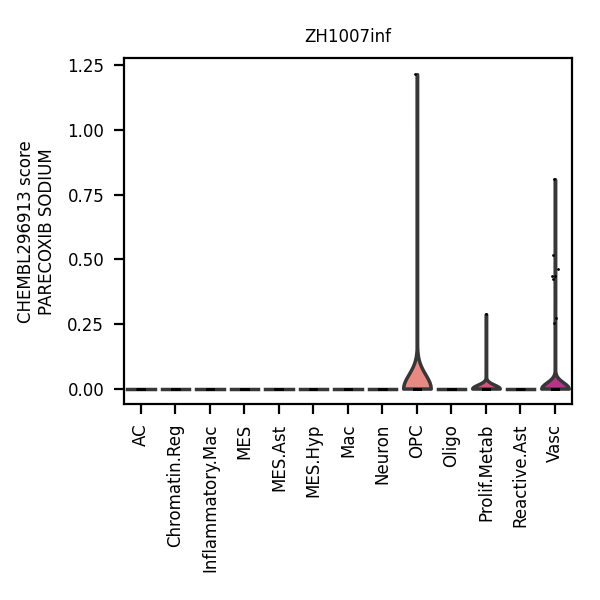 ZH1007inf
CHEMBL296913 score
PARECOXIB SODIUM
1.25
1.00
0.75
0.50
0.25
0.00
AC
Chromatin.Reg
Inflammatory.Mac
MES
MES.Ast
MES.Hyp
Mac
Neuron
OPC
Oligo
Prolif.Metab
Reactive.Ast
Vasc